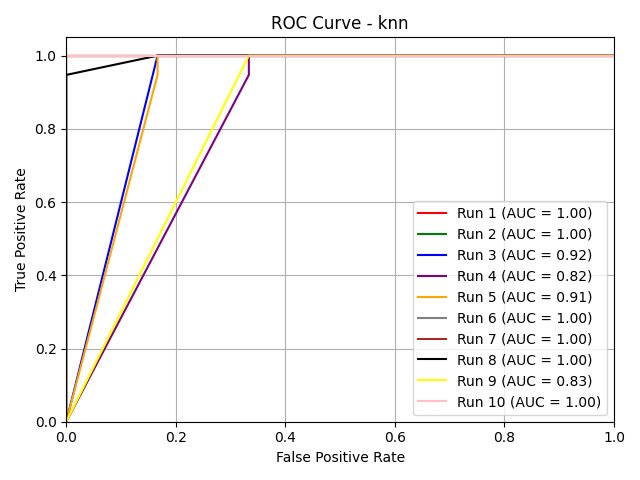 ROC Curve - knn
True Positive Rate
1.0
0.8
0.6
0.4
0.2
0.0
Run 1 (AUC = 1.00)
Run 2 (AUC = 1.00)
Run 3 (AUC = 0.92)
Run 4 (AUC = 0.82)
Run 5 (AUC = 0.91)
Run 6 (AUC = 1.00)
Run 7 (AUC = 1.00)
Run 8 (AUC = 1.00)
Run 9 (AUC = 0.83)
Run 10 (AUC = 1.00)
0.0 0.2 0.4 0.6 0.8 1.0
False Positive Rate